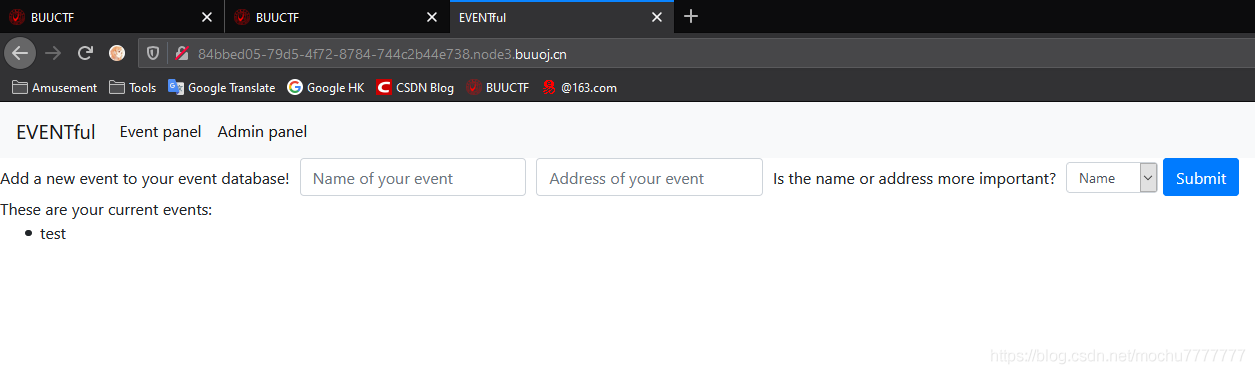 BUUCTF
BUUCTF
EVENTful
84bbed05-79d5-4f72-8784-744c2b44e738.node3.buuoj.cn
Amusement Tools Google Translate Google HK CSDN Blog BUUCTF @163.com
EVENTful Event panel Admin panel
Add a new event to your event database! Name of your event Address of your event Is the name or address more important? Name Submit
These are your current events:
test
https://blog.csdn.net/mochu7777777